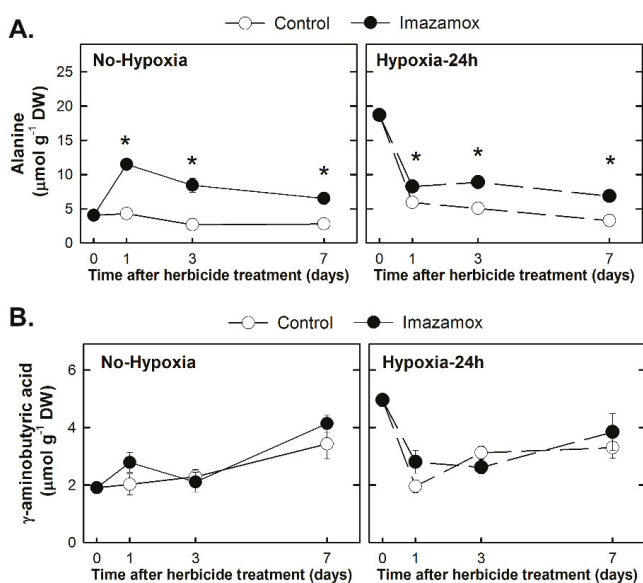 A.
Control Imazamox
No-Hypoxia
Hypoxia-24h
Alanine
(μmol g⁻¹ DW)
25
20
15
10
5
0
* * *
* * *
0 1 3 7
0 1 3 7
Time after herbicide treatment (days)
Time after herbicide treatment (days)
B.
Control Imazamox
No-Hypoxia
Hypoxia-24h
γ-aminobutyric acid
(μmol g⁻¹ DW)
6
4
2
0
0 1 3 7
0 1 3 7
Time after herbicide treatment (days)
Time after herbicide treatment (days)